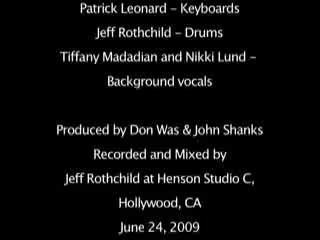 Patrick Leonard – Keyboards
Jeff Rothchild – Drums
Tiffany Madadian and Nikki Lund –
Background vocals
Produced by Don Was & John Shanks
Recorded and Mixed by
Jeff Rothchild at Henson Studio C,
Hollywood, CA
June 24, 2009